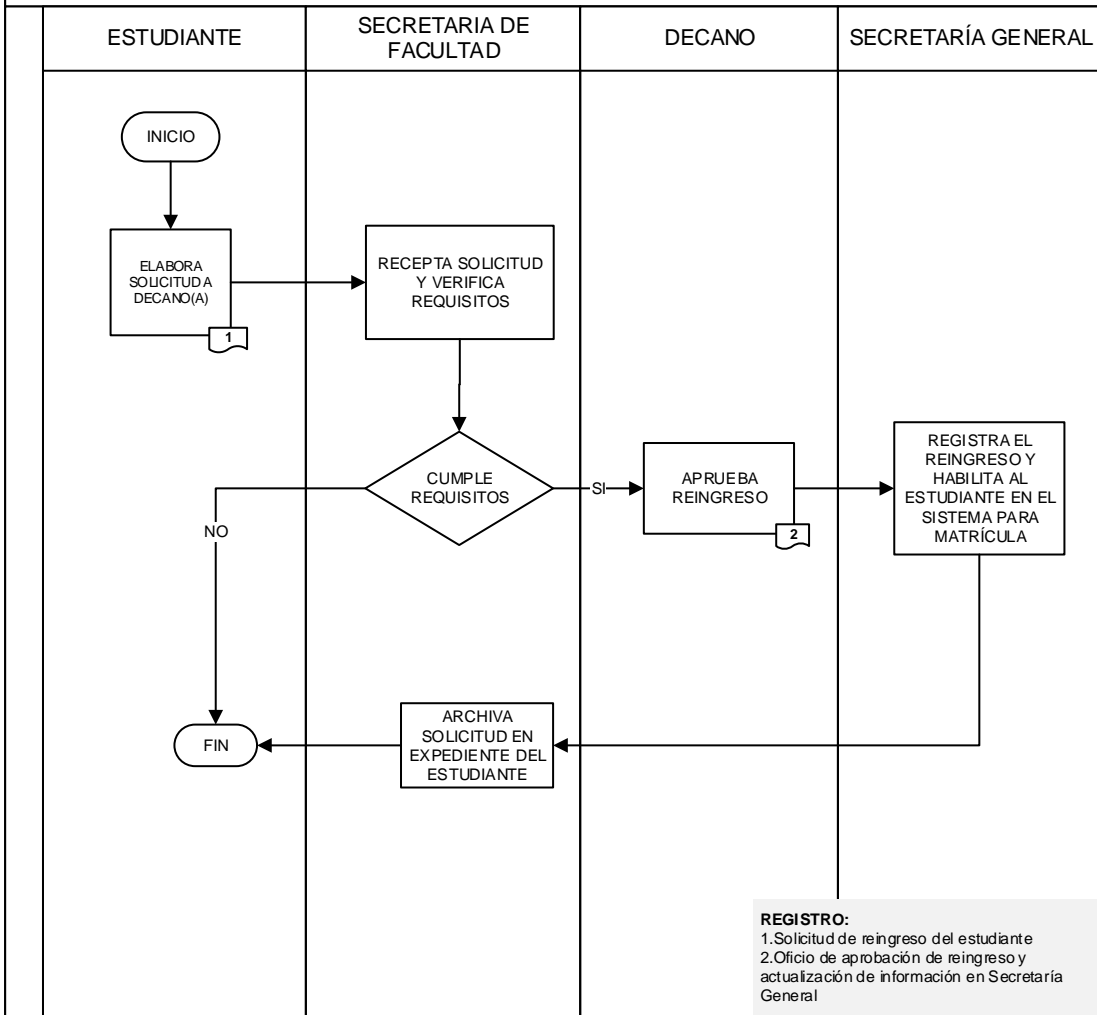 ESTUDIANTE
SECRETARIA DE
FACULTAD
DECANO
SECRETARÍA GENERAL
INICIO
ELABORA
SOLICITUD A
DECANO(A)
1
RECEPTA SOLICITUD
Y VERIFICA
REQUISITOS
CUMPLE
REQUISITOS
SI
NO
APRUEBA
REINGRESO
2
REGISTRA EL
REINGRESO Y
HABILITA AL
ESTUDIANTE EN EL
SISTEMA PARA
MATRÍCULA
ARCHIVA
SOLICITUD EN
EXPEDIENTE DEL
ESTUDIANTE
FIN
REGISTRO:
1.Solicitud de reingreso del estudiante
2.Oficio de aprobación de reingreso y
actualización de información en Secretaría
General